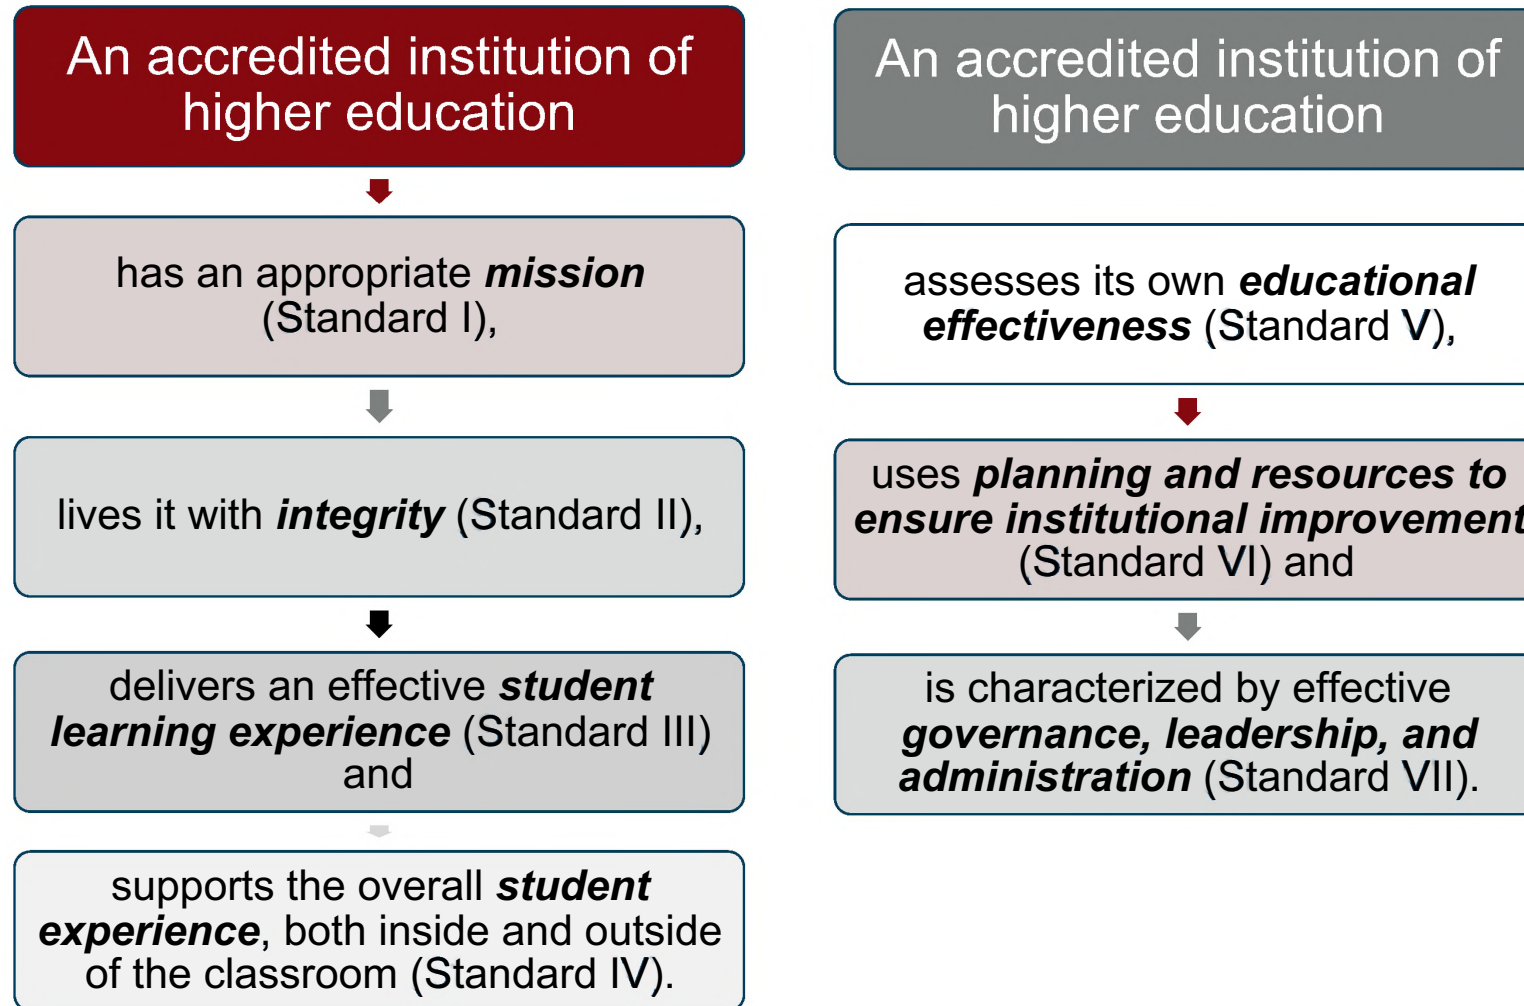 An accredited institution of
higher education
has an appropriate mission
(Standard I),
lives it with integrity (Standard II),
delivers an effective student
learning experience (Standard III)
and
supports the overall student
experience, both inside and outside
of the classroom (Standard IV).
An accredited institution of
higher education
assesses its own educational
effectiveness (Standard V),
uses planning and resources to
ensure institutional improvement
(Standard VI) and
is characterized by effective
governance, leadership, and
administration (Standard VII).